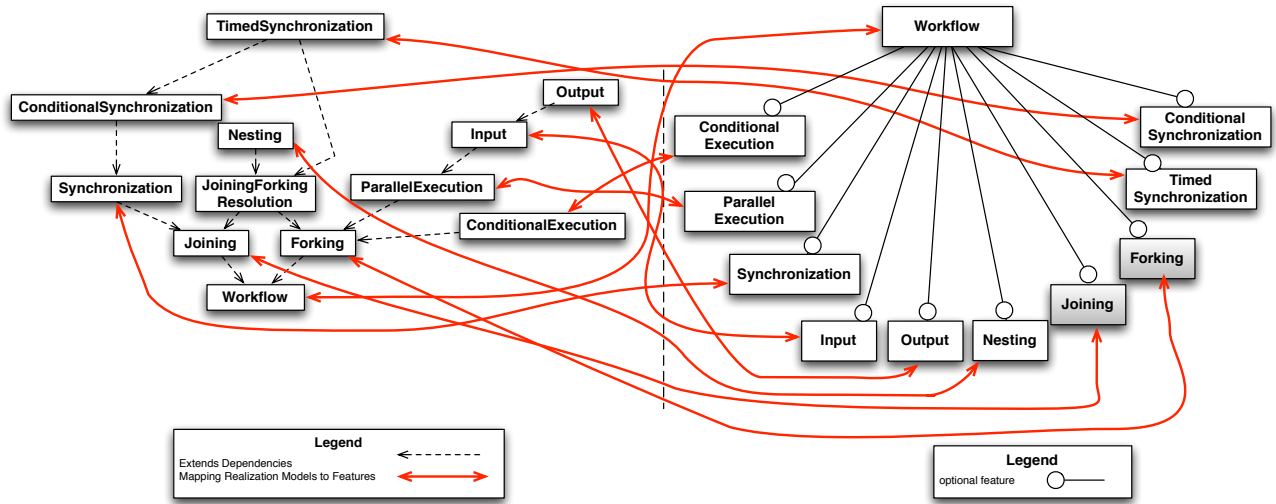 TimedSynchronization
ConditionalSynchronization
Nesting
Output
Input
Synchronization
JoiningForking
Resolution
ParallelExecution
ConditionalExecution
Joining
Forking
Workflow
Legend
Extends Dependencies
Mapping Realization Models to Features
Workflow
Conditional
Execution
Conditional
Synchronization
Parallel
Execution
Timed
Synchronization
Synchronization
Forking
Joining
Input
Output
Nesting
Legend
optional feature